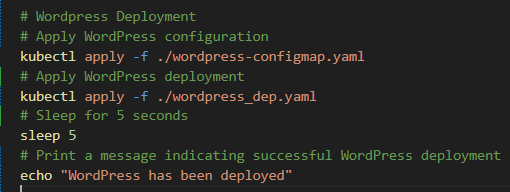 # Wordpress Deployment
# Apply WordPress configuration
kubectl apply -f ./wordpress-configmap.yaml
# Apply WordPress deployment
kubectl apply -f ./wordpress_dep.yaml
# Sleep for 5 seconds
sleep 5
# Print a message indicating successful WordPress deployment
echo "WordPress has been deployed"